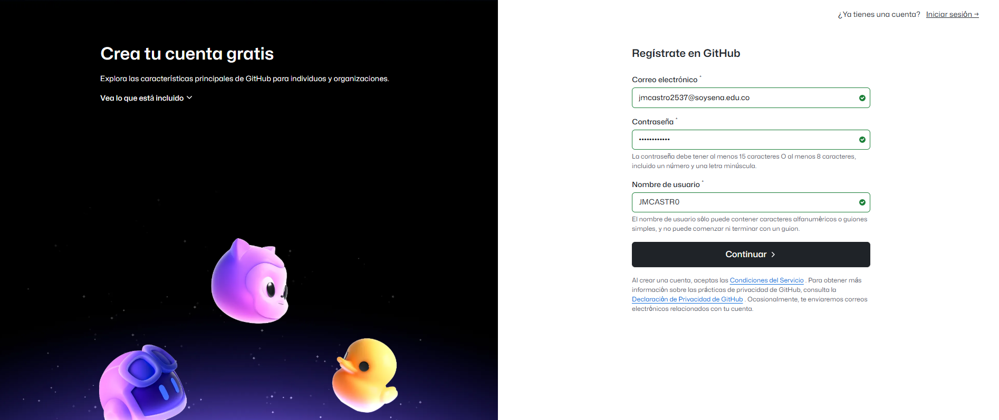 ¿Ya tienes una cuenta? Iniciar sesión →
Crea tu cuenta gratis
Explora las características principales de GitHub para individuos y organizaciones.
Vea lo que está incluido
Regístrate en GitHub
Correo electrónico *
jmcastro2537@soysena.edu.co
Contraseña *
••••••••••••
La contraseña debe tener al menos 15 caracteres O al menos 8 caracteres,
incluido un número y una letra minúscula.
Nombre de usuario *
JMCASTR0
El nombre de usuario sólo puede contener caracteres alfanuméricos o guiones
simples, y no puede comenzar ni terminar con un guion.
Continuar >
Al crear una cuenta, aceptas las Condiciones del Servicio . Para obtener más
información sobre las prácticas de privacidad de GitHub, consulta la
Declaración de Privacidad de GitHub . Ocasionalmente, te enviaremos correos
electrónicos relacionados con tu cuenta.